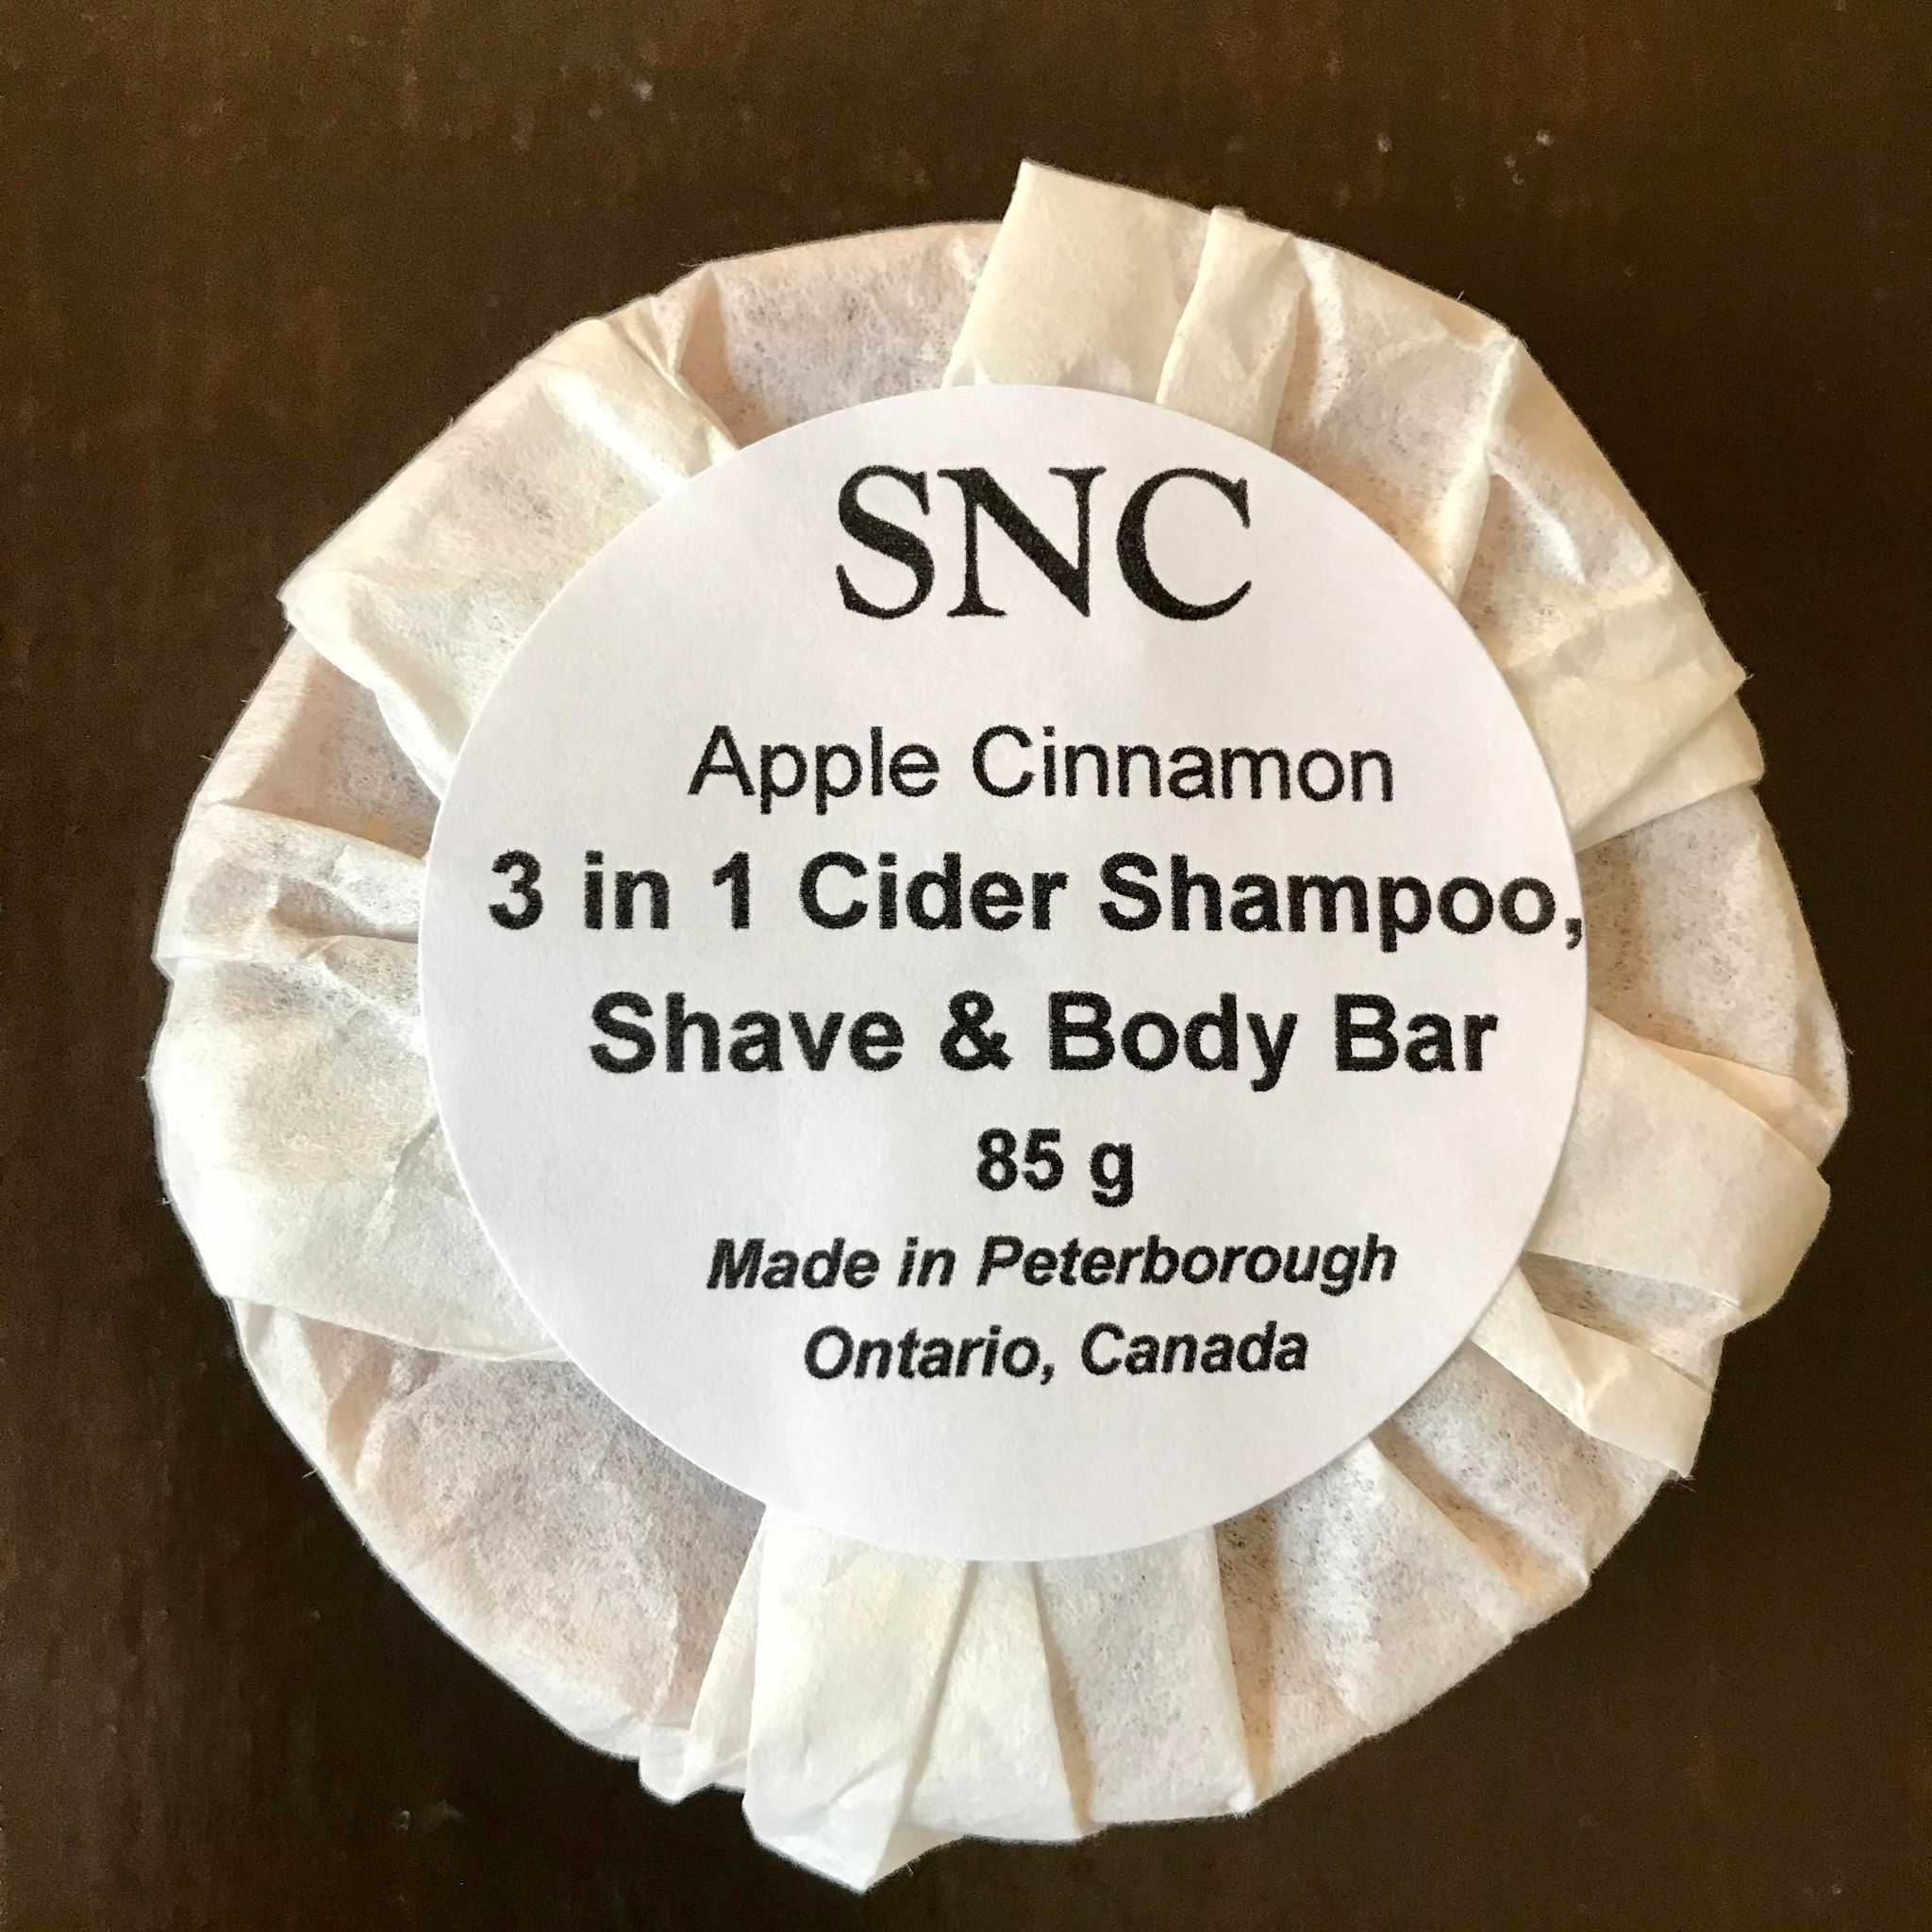 SNC
Apple Cinnamon
3 in 1 Cider Shampoo,
Shave & Body Bar
85 g
Made in Peterborough
Ontario, Canada